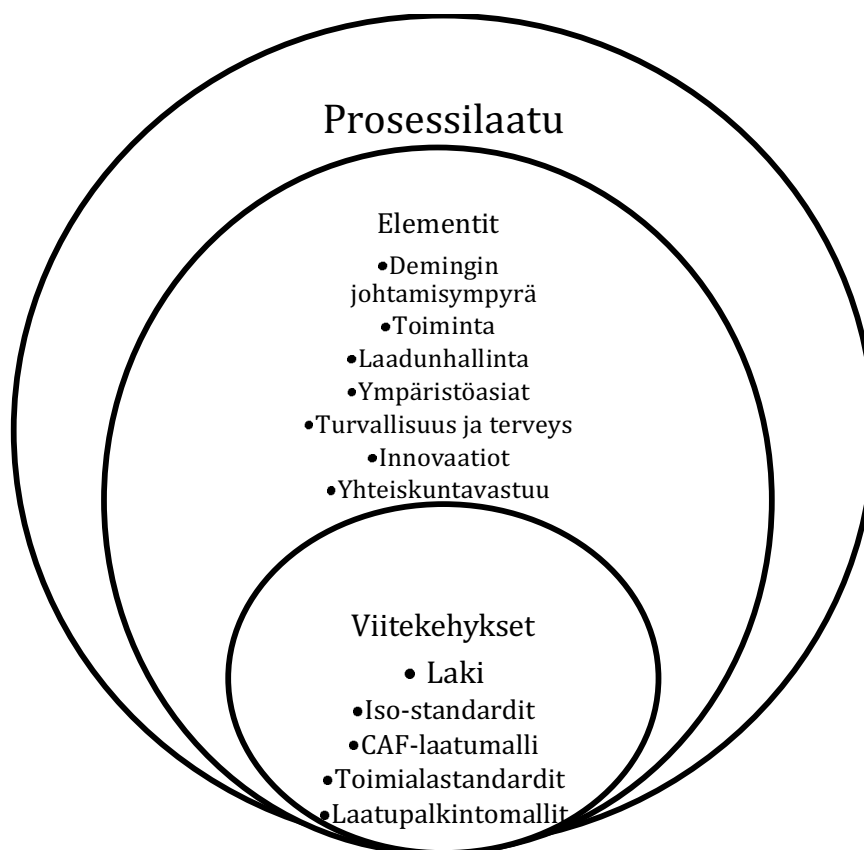 Prosessilaatu
Elementit
•Demingin
johtamisympyrä
•Toiminta
•Laadunhallinta
•Ympäristöasiat
•Turvallisuus ja terveys
•Innovaatiot
•Yhteiskuntavastuu
Viitekehykset
• Laki
•Iso-standardit
•CAF-laatumalli
•Toimialastandardit
•Laatupalkintomallit